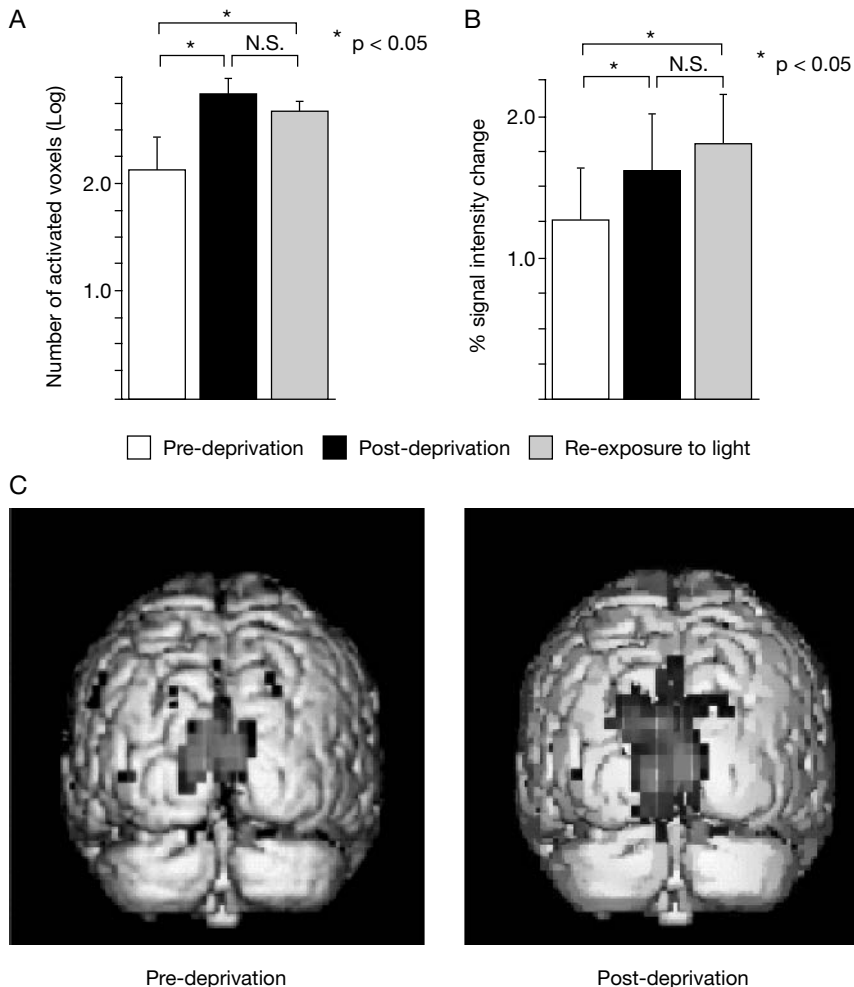 A
*
*
N.S.
* p < 0.05
Number of activated voxels (Log)
2.0
1.0
B
*
*
N.S.
* p < 0.05
% signal intensity change
2.0
1.0
Pre-deprivation Post-deprivation Re-exposure to light
C
Pre-deprivation Post-deprivation